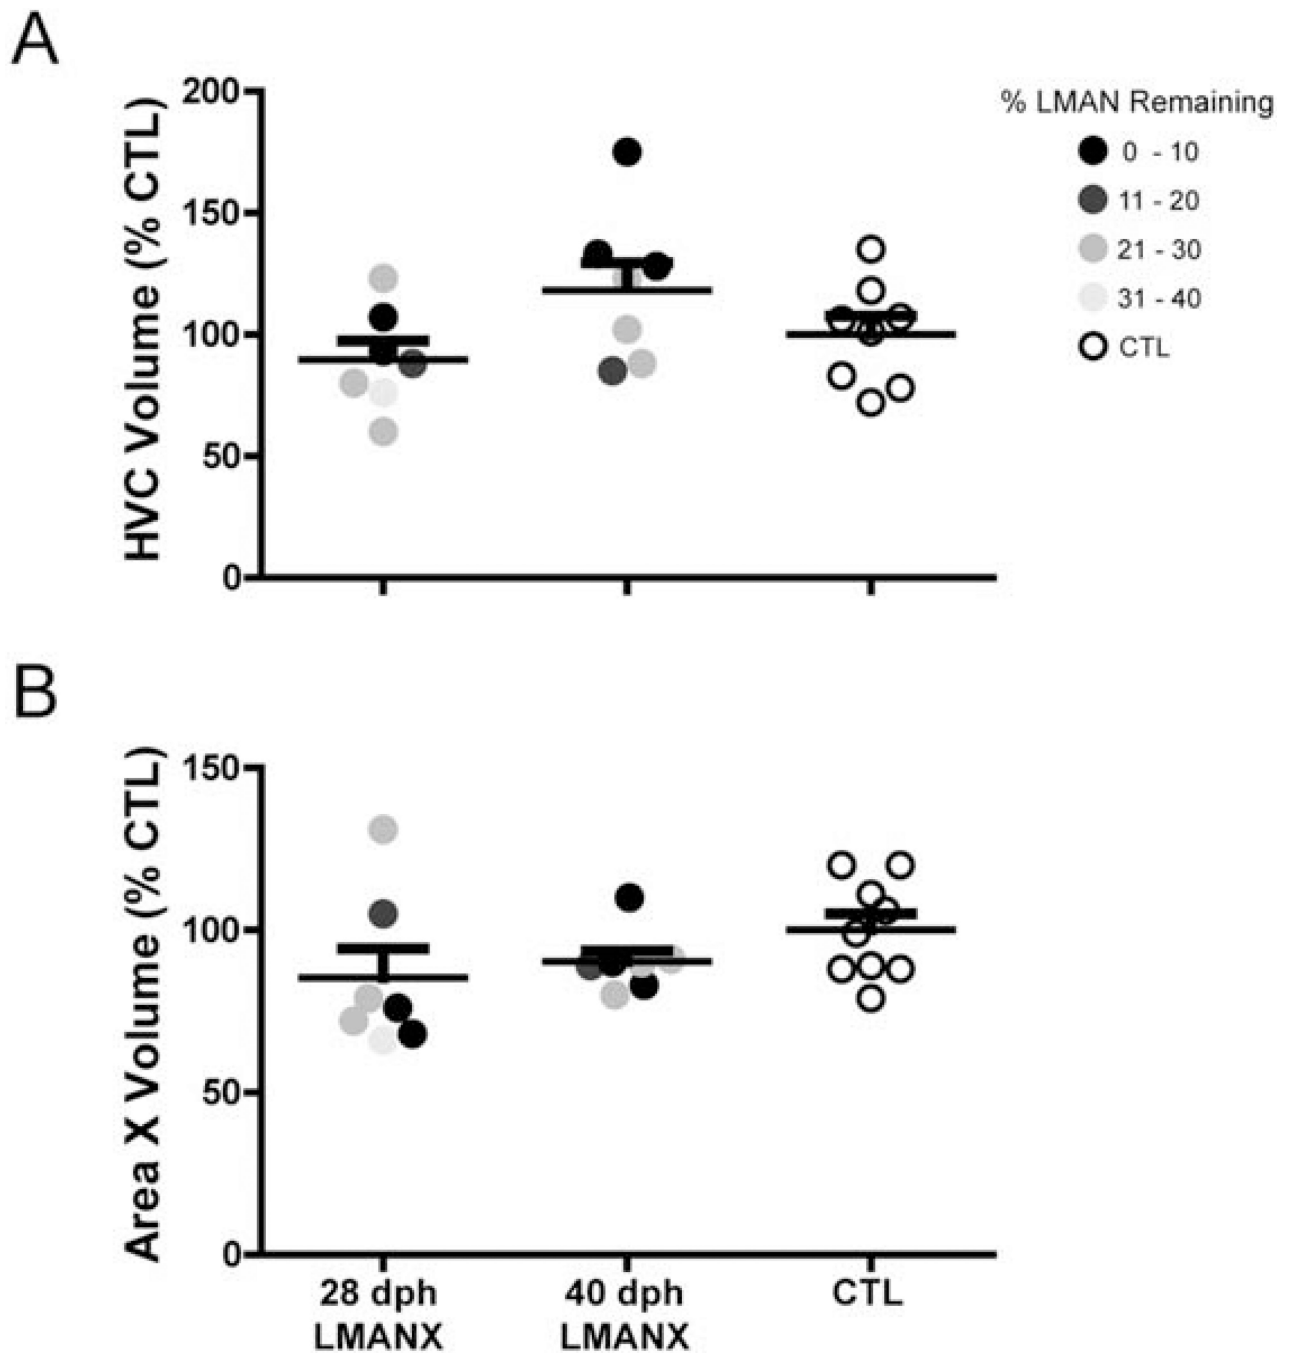 A
HVC Volume (% CTL)
200
150
100
50
0
% LMAN Remaining
0 - 10
11 - 20
21 - 30
31 - 40
CTL
B
Area X Volume (% CTL)
150
100
50
0
28 dph
LMANX
40 dph
LMANX
CTL